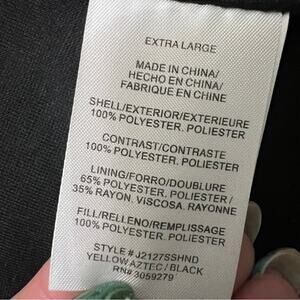 EXTRA LARGE
MADE IN CHINA/
HECHO EN CHINA/
FABRIQUE EN CHINE
SHELL/EXTERIOR/EXTERIEURE
100% POLYESTER. POLIESTER
CONTRAST/CONTRASTE
100% POLYESTER. POLIESTER
LINING/FORRO/DOUBLURE
65% POLYESTER. POLIESTER /
35% RAYON. VISCOSA. RAYONNE
FILL/RELLENO/REMPLISSAGE
100% POLYESTER. POLIESTER
STYLE # J2127SSHND
YELLOW AZTEC / BLACK
RN# 3059279